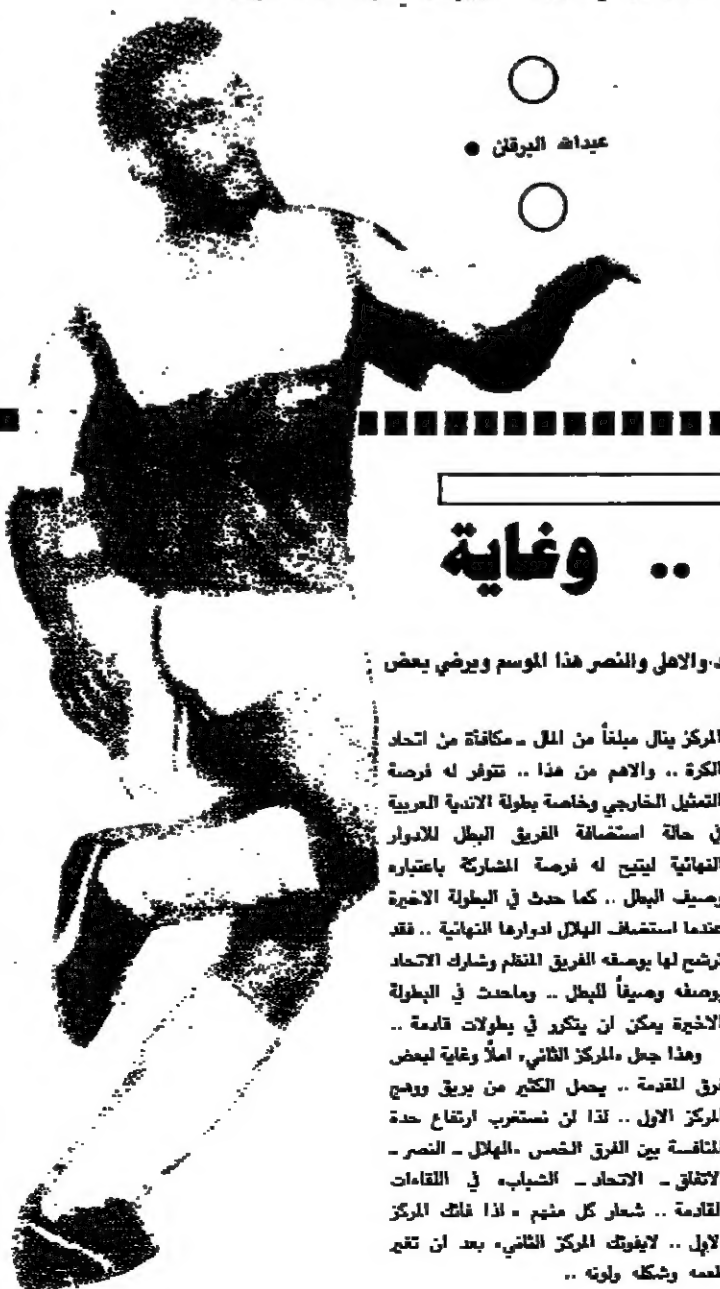 عبدالله البرقان ●
.. وغاية
والاهلي والنصر هذا الموسم ويرضي بعض
المركز ينال مبلغاً من المال ـ مكافأة من اتحاد
الكرة .. والاهم من هذا .. تتوفر له فرصة
التمثيل الخارجي وخاصة بطولة الاندية العربية
في حالة استضافة الفريق البطل للادوار
النهائية ليتيح له فرصة المشاركة باعتباره
وصيف البطل .. كما حدث في البطولة الاخيرة
عندما استضاف الهلال ادوارها النهائية .. فقد
ترشح لها بوصفه الفريق المنظم وشارك الاتحاد
بوصفه وصيفاً للبطل .. وماحدث في البطولة
الاخيرة يمكن ان يتكرر في بطولات قادمة ..
وهذا جعل «المركز الثاني» املاً وغاية لبعض
فرق المقدمة .. يحمل الكثير من بريق ووهج
المركز الاول .. لذا لن نستغرب ارتفاع حدة
المنافسة بين الفرق الخمس «الهلال ـ النصر ـ
الاتفاق ـ الاتحاد ـ الشباب» في اللقاءات
القادمة .. شعار كل منهم « اذا فاتك المركز
الاول .. لايفوتك المركز الثاني» بعد ان تغير
طعمه وشكله ولونه ..